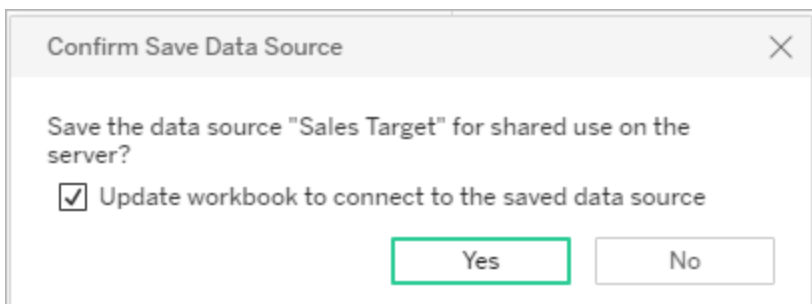 Confirm Save Data Source
Save the data source "Sales Target" for shared use on the
server?
Update workbook to connect to the saved data source
Yes
No